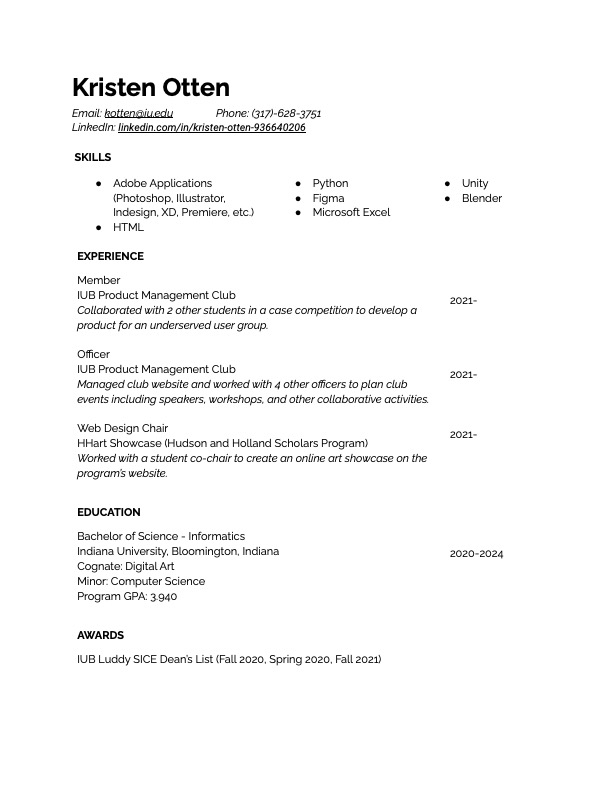 Kristen Otten
Email: kotten@iu.edu Phone: (317)-628-3751
LinkedIn: linkedin.com/in/kristen-otten-936640206
SKILLS
● Adobe Applications
(Photoshop, Illustrator,
Indesign, XD, Premiere, etc.)
● HTML
● Python
● Figma
● Microsoft Excel
● Unity
● Blender
EXPERIENCE
Member
IUB Product Management Club
2021-
Collaborated with 2 other students in a case competition to develop a
product for an underserved user group.
Officer
IUB Product Management Club
2021-
Managed club website and worked with 4 other officers to plan club
events including speakers, workshops, and other collaborative activities.
Web Design Chair
2021-
HHart Showcase (Hudson and Holland Scholars Program)
Worked with a student co-chair to create an online art showcase on the
program's website.
EDUCATION
Bachelor of Science - Informatics
Indiana University, Bloomington, Indiana
2020-2024
Cognate: Digital Art
Minor: Computer Science
Program GPA: 3.940
AWARDS
IUB Luddy SICE Dean's List (Fall 2020, Spring 2020, Fall 2021)